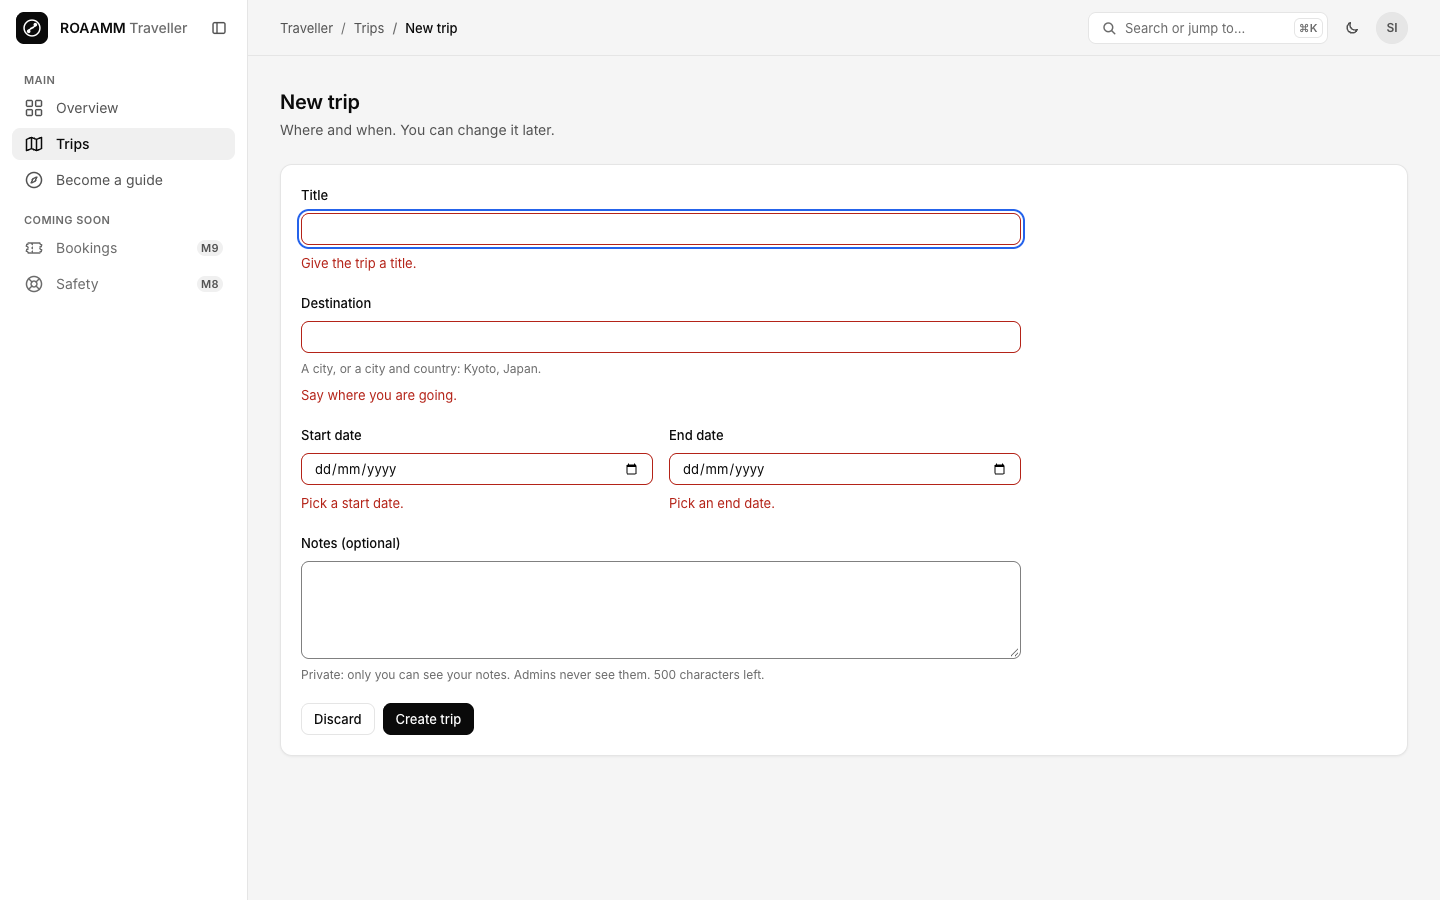 ROAAMM Traveller
MAIN
Overview
Trips
Become a guide
COMING SOON
Bookings M9
Safety M8
Traveller / Trips / New trip
Search or jump to... ⌘K
SI
New trip
Where and when. You can change it later.
Title
Give the trip a title.
Destination
A city, or a city and country: Kyoto, Japan.
Say where you are going.
Start date End date
dd/mm/yyyy dd/mm/yyyy
Pick a start date. Pick an end date.
Notes (optional)
Private: only you can see your notes. Admins never see them. 500 characters left.
Discard Create trip